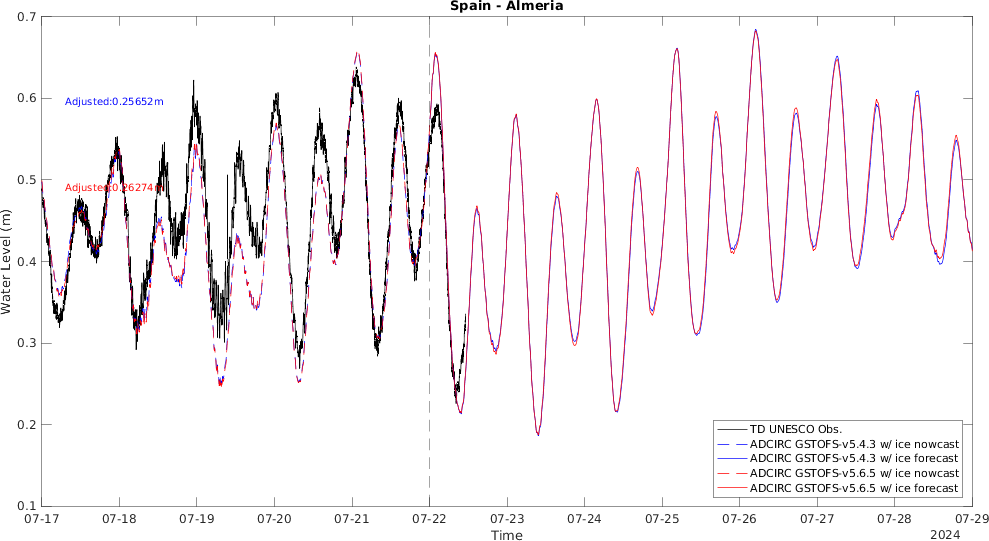 Spain - Almeria
0.7
0.6
0.5
0.4
0.3
0.2
0.1
Water Level (m)
Adjusted:0.25652m
Adjusted:0.26274m
TD UNESCO Obs.
ADCIRC GSTOFS-v5.4.3 w/ ice nowcast
ADCIRC GSTOFS-v5.4.3 w/ ice forecast
ADCIRC GSTOFS-v5.6.5 w/ ice nowcast
ADCIRC GSTOFS-v5.6.5 w/ ice forecast
07-17 07-18 07-19 07-20 07-21 07-22 07-23 07-24 07-25 07-26 07-27 07-28 07-29
Time
2024